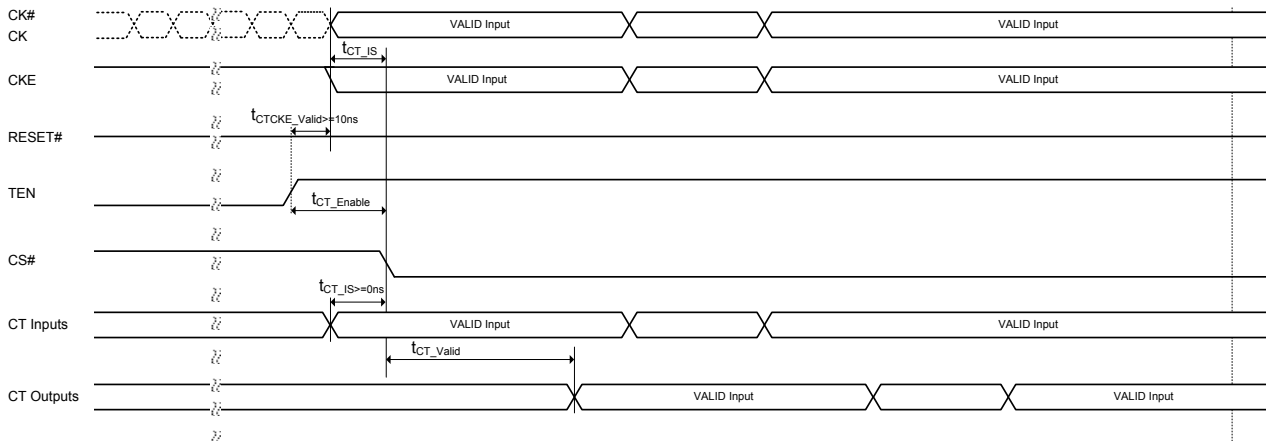 CK#
CK
VALID Input VALID Input
tCT_IS
CKE
VALID Input VALID Input
tCTCKE_Valid>=10ns
RESET#
TEN
tCT_Enable
CS#
tCT_IS>=0ns
CT Inputs
VALID Input VALID Input
tCT_Valid
CT Outputs
VALID Input VALID Input